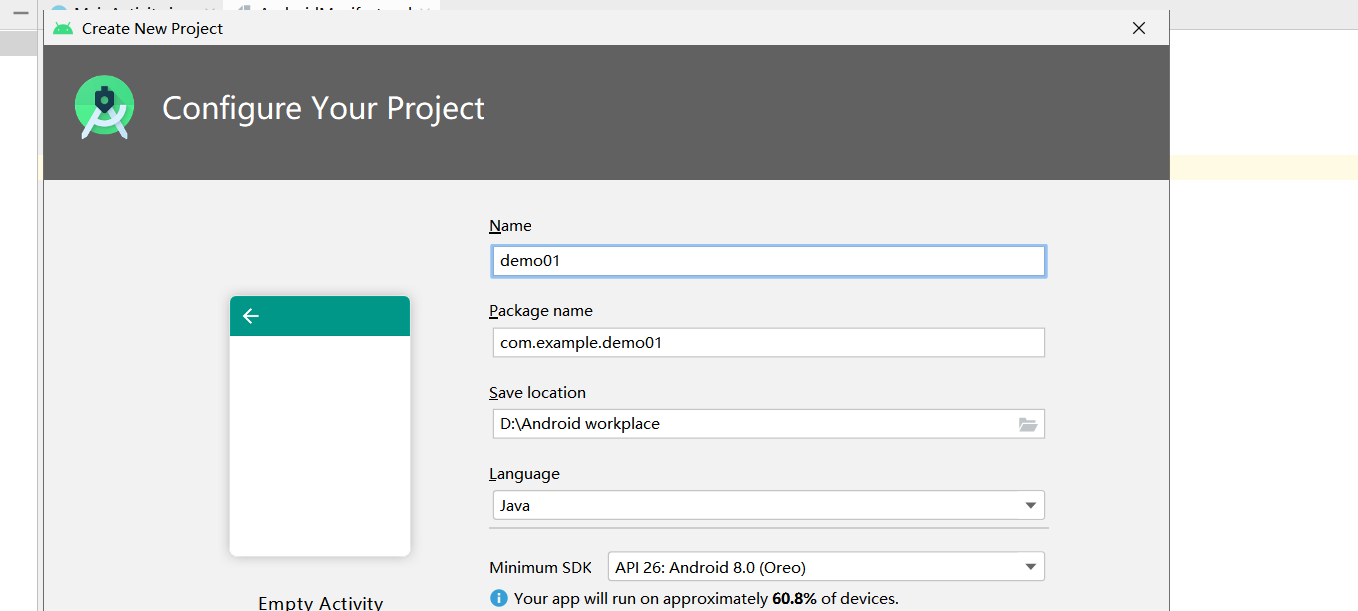 Create New Project
Configure Your Project
Name
demo01
Package name
com.example.demo01
Save location
D:\Android workplace
Language
Java
Minimum SDK
API 26: Android 8.0 (Oreo)
Your app will run on approximately 60.8% of devices.
Empty Activity